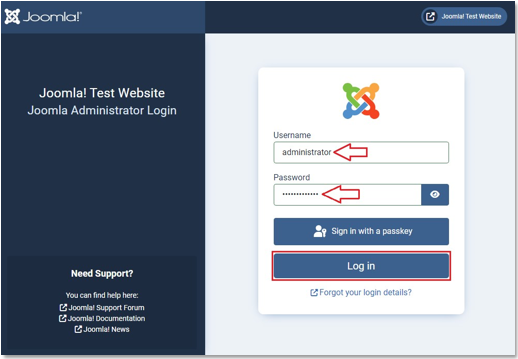 Joomla!
Joomla! Test Website
Joomla! Test Website
Joomla Administrator Login
Username
administrator
Password
•••••••••••••
Sign in with a passkey
Log in
Forgot your login details?
Need Support?
You can find help here:
Joomla! Support Forum
Joomla! Documentation
Joomla! News